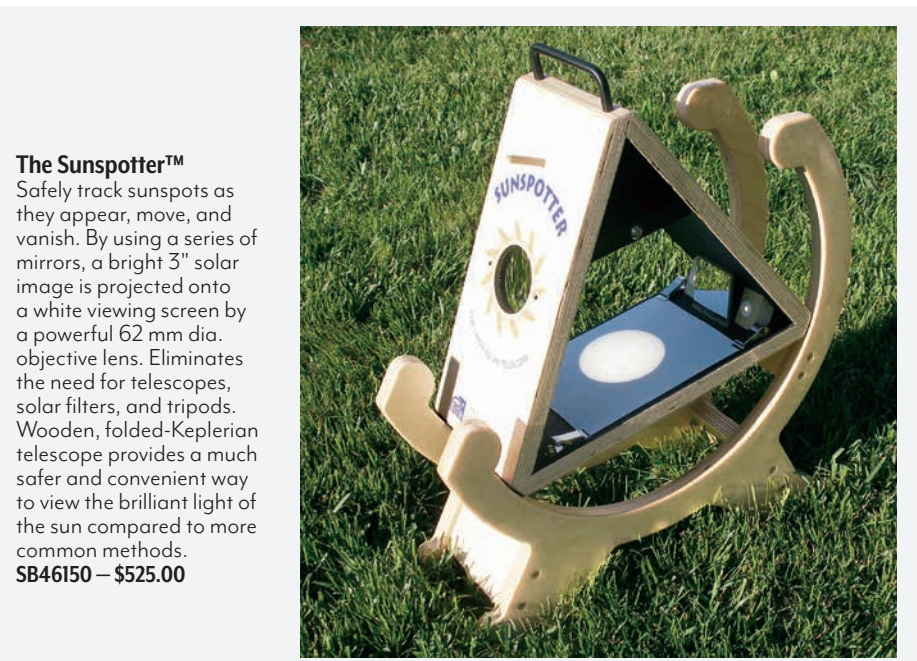 The Sunspotter™
Safely track sunspots as
they appear, move, and
vanish. By using a series of
mirrors, a bright 3" solar
image is projected onto
a white viewing screen by
a powerful 62 mm dia.
objective lens. Eliminates
the need for telescopes,
solar filters, and tripods.
Wooden, folded-Keplerian
telescope provides a much
safer and convenient way
to view the brilliant light of
the sun compared to more
common methods.
SB46150 — $525.00
SUNSPOTTER